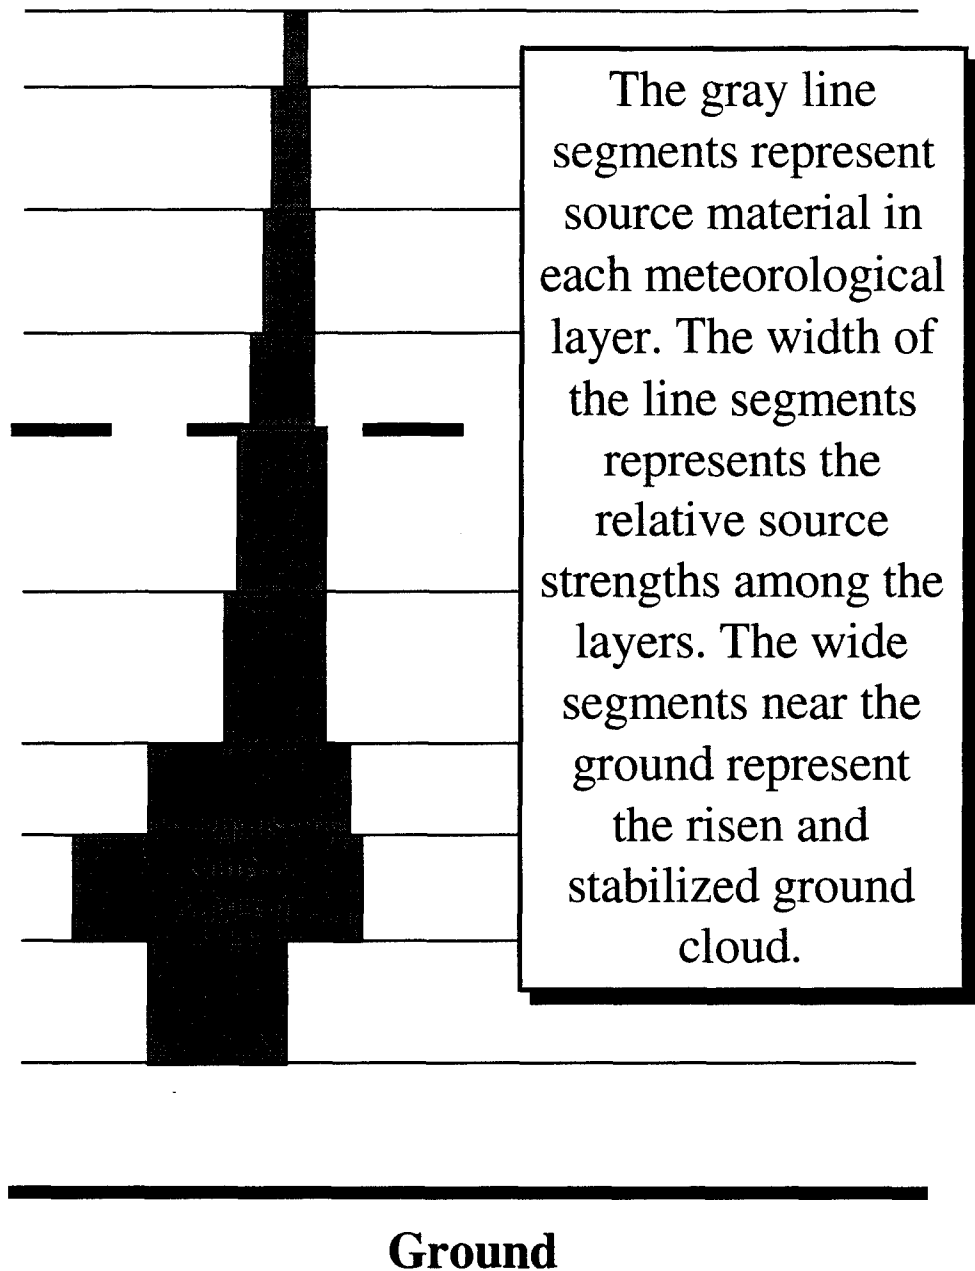 The gray line
segments represent
source material in
each meteorological
layer. The width of
the line segments
represents the
relative source
strengths among the
layers. The wide
segments near the
ground represent
the risen and
stabilized ground
cloud.
Ground